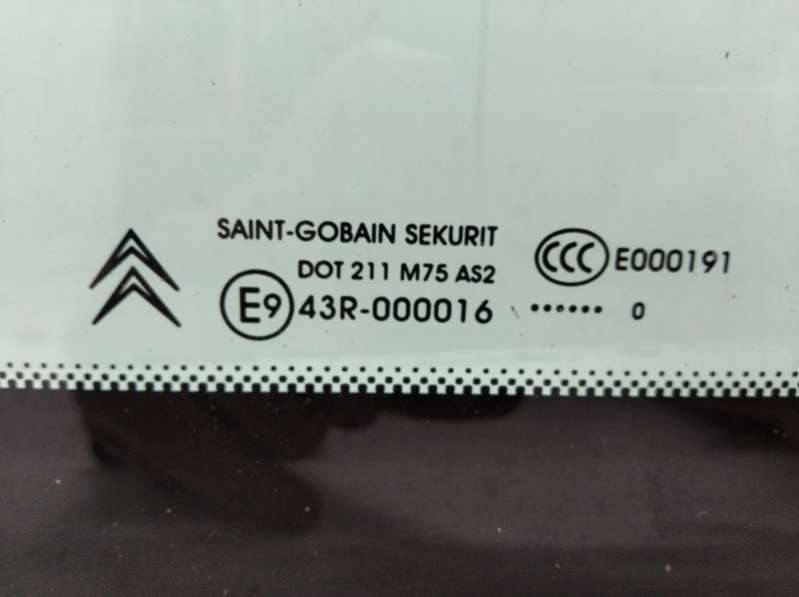 SAINT-GOBAIN SEKURIT
DOT 211 M75 AS2
E9 43R-000016
CCC E000191
...... 0